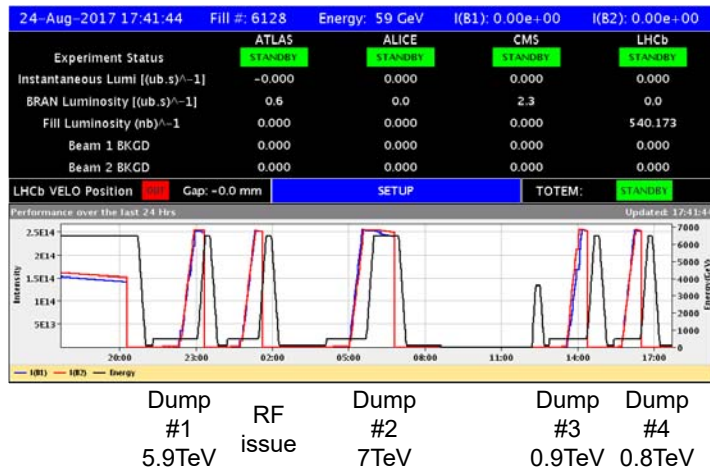 24-Aug-2017 17:41:44 Fill #: 6128 Energy: 59 GeV I(B1): 0.00e+00 I(B2): 0.00e+00
ATLAS ALICE CMS LHCb
Experiment Status STANDBY STANDBY STANDBY STANDBY
Instantaneous Lumi [(ub.s)^-1] -0.000 0.000 0.000 0.000
BRAN Luminosity [(ub.s)^-1] 0.6 0.0 2.3 0.0
Fill Luminosity (nb)^-1 0.000 0.000 0.000 540.173
Beam 1 BKGD 0.000 0.000 0.000 0.000
Beam 2 BKGD 0.000 0.000 0.000 0.000
LHCb VELO Position OUT Gap: -0.0 mm SETUP TOTEM: STANDBY
Performance over the last 24 Hrs Updated: 17:41:44
2.5E14 7000
2E14 6000
5000
1.5E14 4000
1E14 3000
2000
5E13 1000
0
Intensity
Energy(GeV)
20:00 23:00 02:00 05:00 08:00 11:00 14:00 17:00
I(B1) I(B2) Energy
Dump #1 5.9TeV
RF issue
Dump #2 7TeV
Dump #3 0.9TeV
Dump #4 0.8TeV